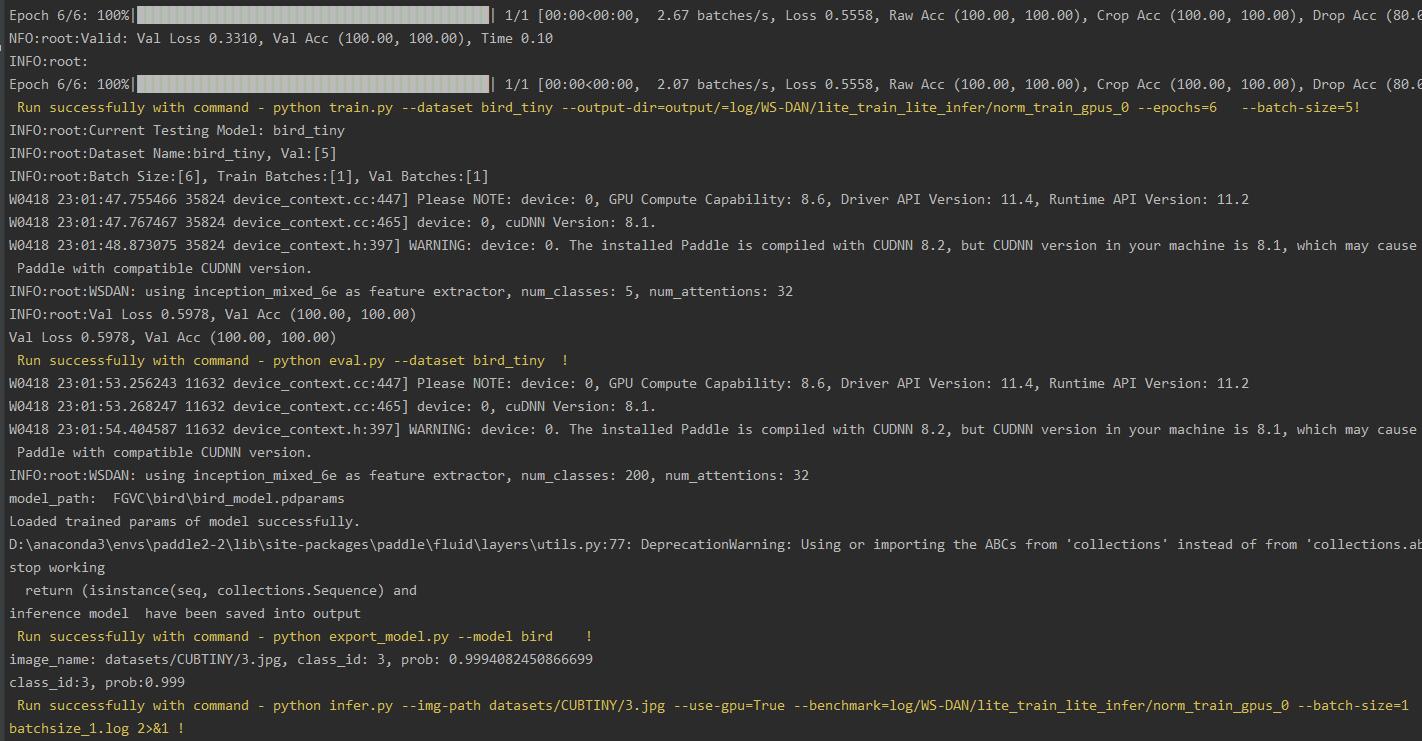 Epoch 6/6: 100%|██████████| 1/1 [00:00<00:00,  2.67 batches/s, Loss 0.5558, Raw Acc (100.00, 100.00), Crop Acc (100.00, 100.00), Drop Acc (80.0
NFO:root:Valid: Val Loss 0.3310, Val Acc (100.00, 100.00), Time 0.10
INFO:root:
Epoch 6/6: 100%|██████████| 1/1 [00:00<00:00,  2.07 batches/s, Loss 0.5558, Raw Acc (100.00, 100.00), Crop Acc (100.00, 100.00), Drop Acc (80.0
Run successfully with command - python train.py --dataset bird_tiny --output-dir=output/=log/WS-DAN/lite_train_lite_infer/norm_train_gpus_0 --epochs=6   --batch-size=5!
INFO:root:Current Testing Model: bird_tiny
INFO:root:Dataset Name:bird_tiny, Val:[5]
INFO:root:Batch Size:[6], Train Batches:[1], Val Batches:[1]
W0418 23:01:47.755466 35824 device_context.cc:447] Please NOTE: device: 0, GPU Compute Capability: 8.6, Driver API Version: 11.4, Runtime API Version: 11.2
W0418 23:01:47.767467 35824 device_context.cc:465] device: 0, cuDNN Version: 8.1.
W0418 23:01:48.873075 35824 device_context.h:397] WARNING: device: 0. The installed Paddle is compiled with CUDNN 8.2, but CUDNN version in your machine is 8.1, which may cause
Paddle with compatible CUDNN version.
INFO:root:WSDAN: using inception_mixed_6e as feature extractor, num_classes: 5, num_attentions: 32
INFO:root:Val Loss 0.5978, Val Acc (100.00, 100.00)
Val Loss 0.5978, Val Acc (100.00, 100.00)
Run successfully with command - python eval.py --dataset bird_tiny  !
W0418 23:01:53.256243 11632 device_context.cc:447] Please NOTE: device: 0, GPU Compute Capability: 8.6, Driver API Version: 11.4, Runtime API Version: 11.2
W0418 23:01:53.268247 11632 device_context.cc:465] device: 0, cuDNN Version: 8.1.
W0418 23:01:54.404587 11632 device_context.h:397] WARNING: device: 0. The installed Paddle is compiled with CUDNN 8.2, but CUDNN version in your machine is 8.1, which may cause
Paddle with compatible CUDNN version.
INFO:root:WSDAN: using inception_mixed_6e as feature extractor, num_classes: 200, num_attentions: 32
model_path:  FGVC\bird\bird_model.pdparams
Loaded trained params of model successfully.
D:\anaconda3\envs\paddle2-2\lib\site-packages\paddle\fluid\layers\utils.py:77: DeprecationWarning: Using or importing the ABCs from 'collections' instead of from 'collections.ab
stop working
return (isinstance(seq, collections.Sequence) and
inference model  have been saved into output
Run successfully with command - python export_model.py --model bird    !
image_name: datasets/CUBTINY/3.jpg, class_id: 3, prob: 0.9994082450866699
class_id:3, prob:0.999
Run successfully with command - python infer.py --img-path datasets/CUBTINY/3.jpg --use-gpu=True --benchmark=log/WS-DAN/lite_train_lite_infer/norm_train_gpus_0 --batch-size=1
batchsize_1.log 2>&1 !